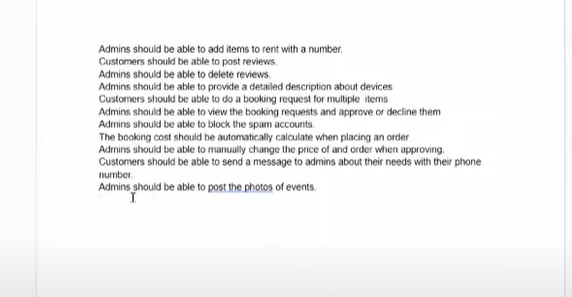 Admins should be able to add items to rent with a number.
Customers should be able to post reviews.
Admins should be able to delete reviews.
Admins should be able to provide a detailed description about devices
Customers should be able to do a booking request for multiple items
Admins should be able to view the booking requests and approve or decline them
Admins should be able to block the spam accounts.
The booking cost should be automatically calculate when placing an order
Admins should be able to manually change the price of and order when approving.
Customers should be able to send a message to admins about their needs with their phone
number.
Admins should be able to post the photos of events.